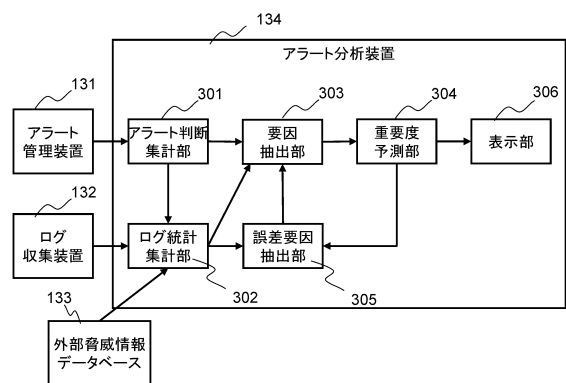 134
アラート分析装置
131
アラート
管理装置
301
アラート判断
集計部
303
要因
抽出部
304
重要度
予測部
306
表示部
132
ログ
収集装置
ログ統計
集計部
302
誤差要因
抽出部
305
133
外部脅威情報
データベース